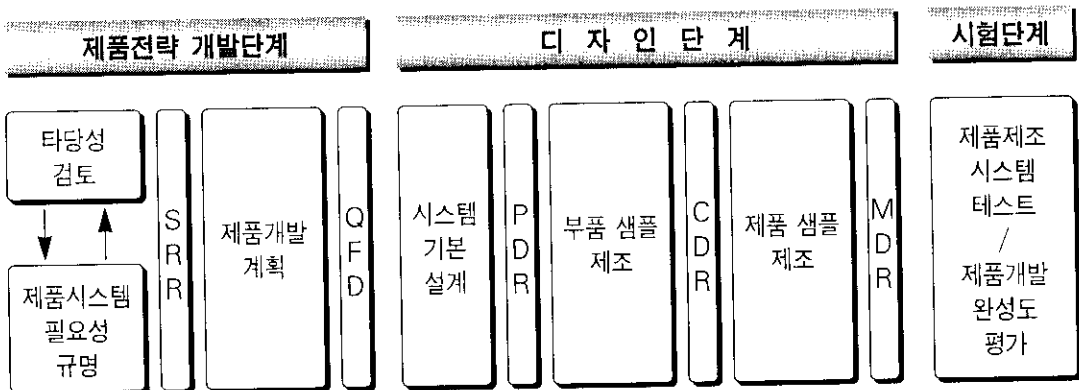 제품전략 개발단계
디 자 인 단 계
시험단계
타당성
검토
제품시스템
필요성
규명
S
R
R
제품개발
계획
Q
F
D
시스템
기본
설계
P
D
R
부품 샘플
제조
C
D
R
제품 샘플
제조
M
D
R
제품제조
시스템
테스트
/
제품개발
완성도
평가